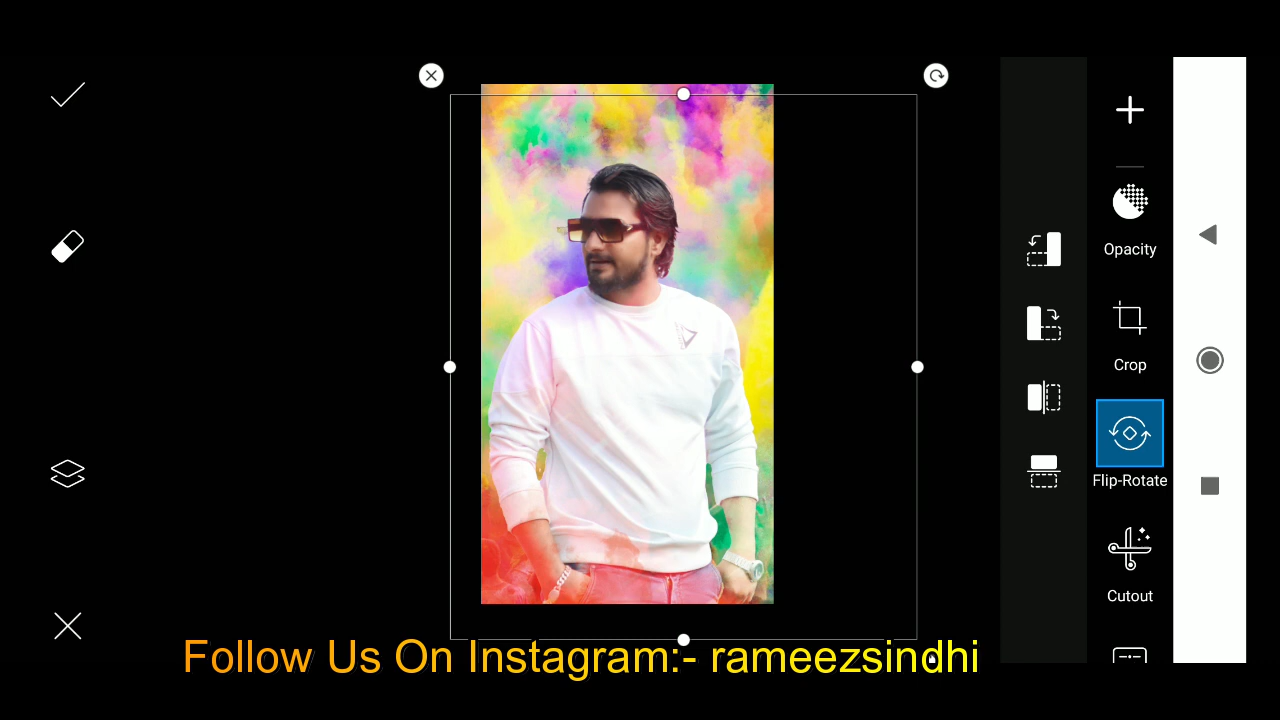 Opacity
Crop
Flip-Rotate
Cutout
Follow Us On Instagram:- rameezsindhi